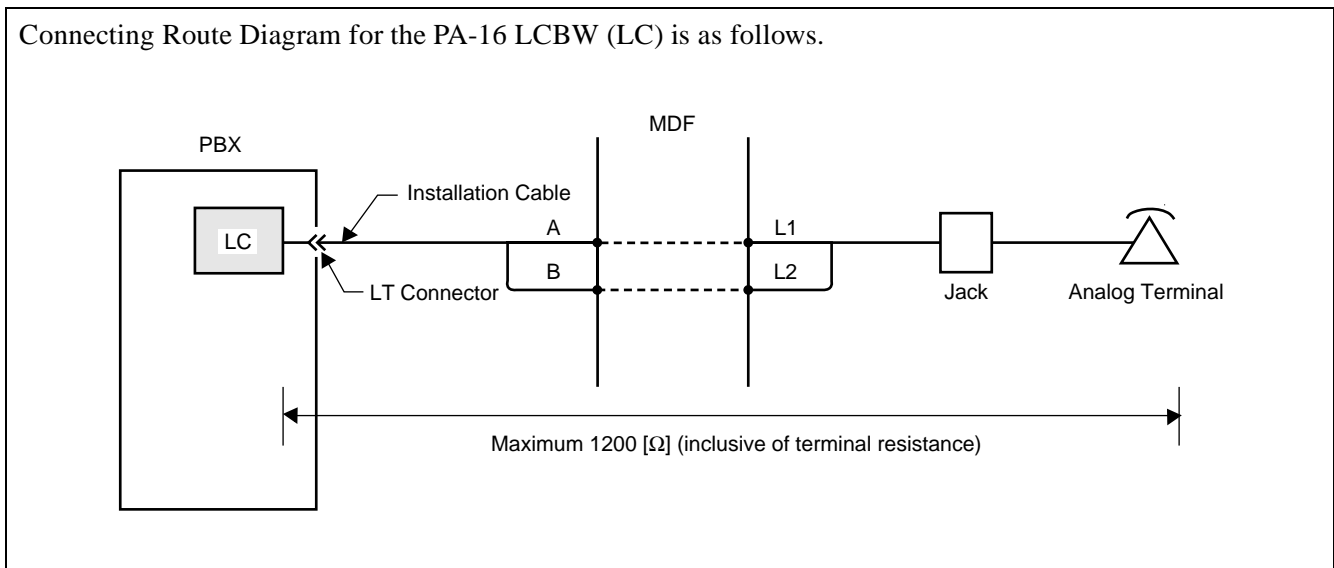 Connecting Route Diagram for the PA-16 LCBW (LC) is as follows.
MDF
PBX
Installation Cable
LC
A
L1
B
L2
LT Connector
Jack
Analog Terminal
Maximum 1200 [Ω] (inclusive of terminal resistance)